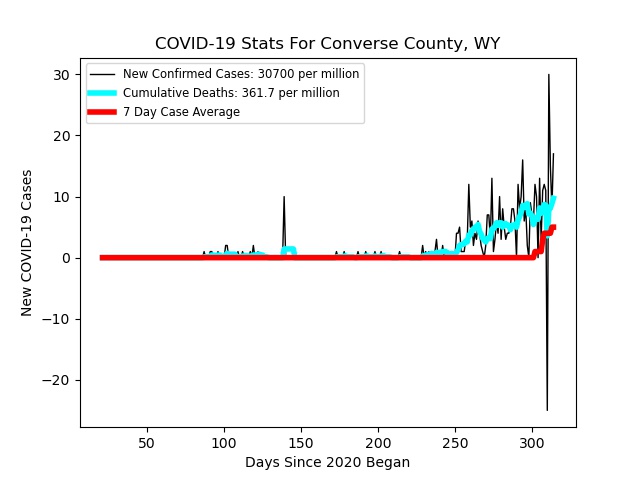 COVID-19 Stats For Converse County, WY
New Confirmed Cases: 30700 per million
Cumulative Deaths: 361.7 per million
7 Day Case Average
New COVID-19 Cases
30
20
10
0
−10
−20
50 100 150 200 250 300
Days Since 2020 Began